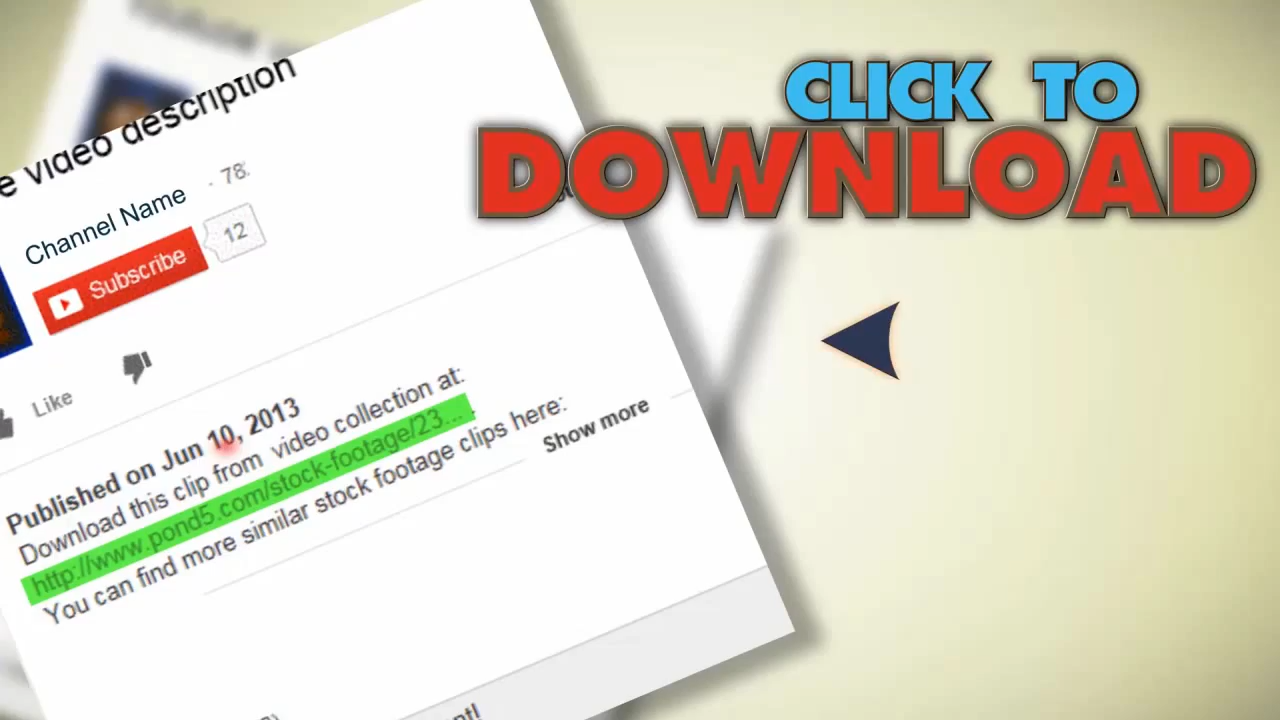 CLICK TO
DOWNLOAD
e video description
Channel Name
Subscribe
12
Like
Published on Jun 10, 2013
Download this clip from video collection at:
http://www.pond5.com/stock-footage/23... .
You can find more similar stock footage clips here:
Show more